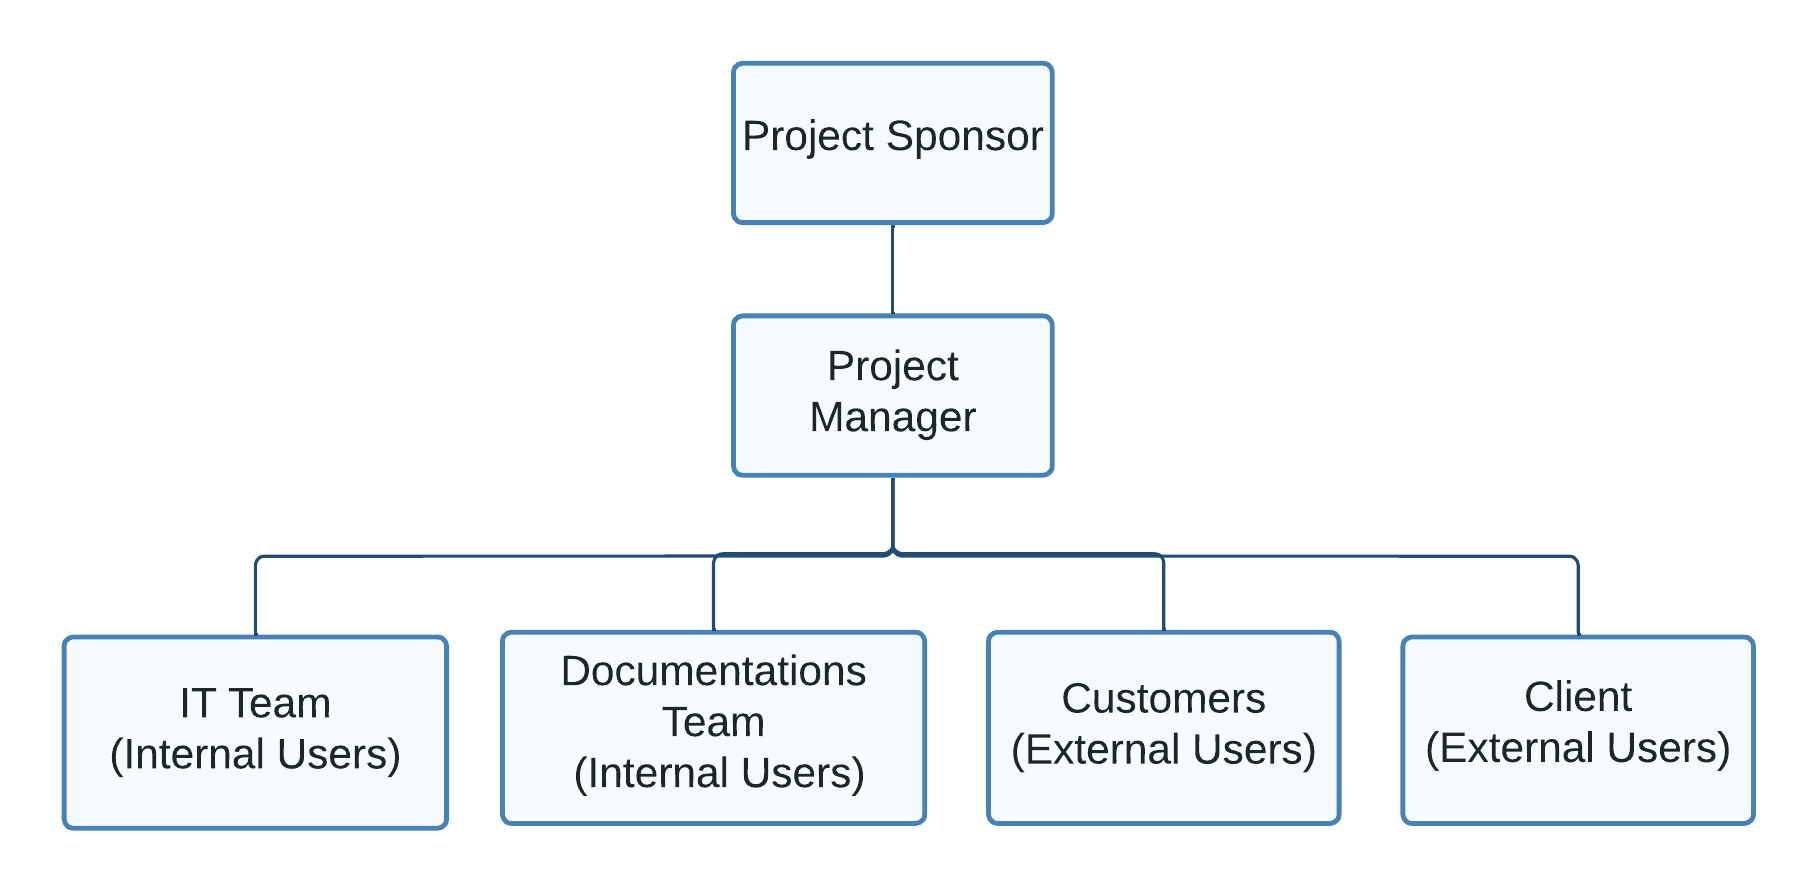 Project Sponsor
Project
Manager
IT Team
(Internal Users)
Documentations
Team
(Internal Users)
Customers
(External Users)
Client
(External Users)